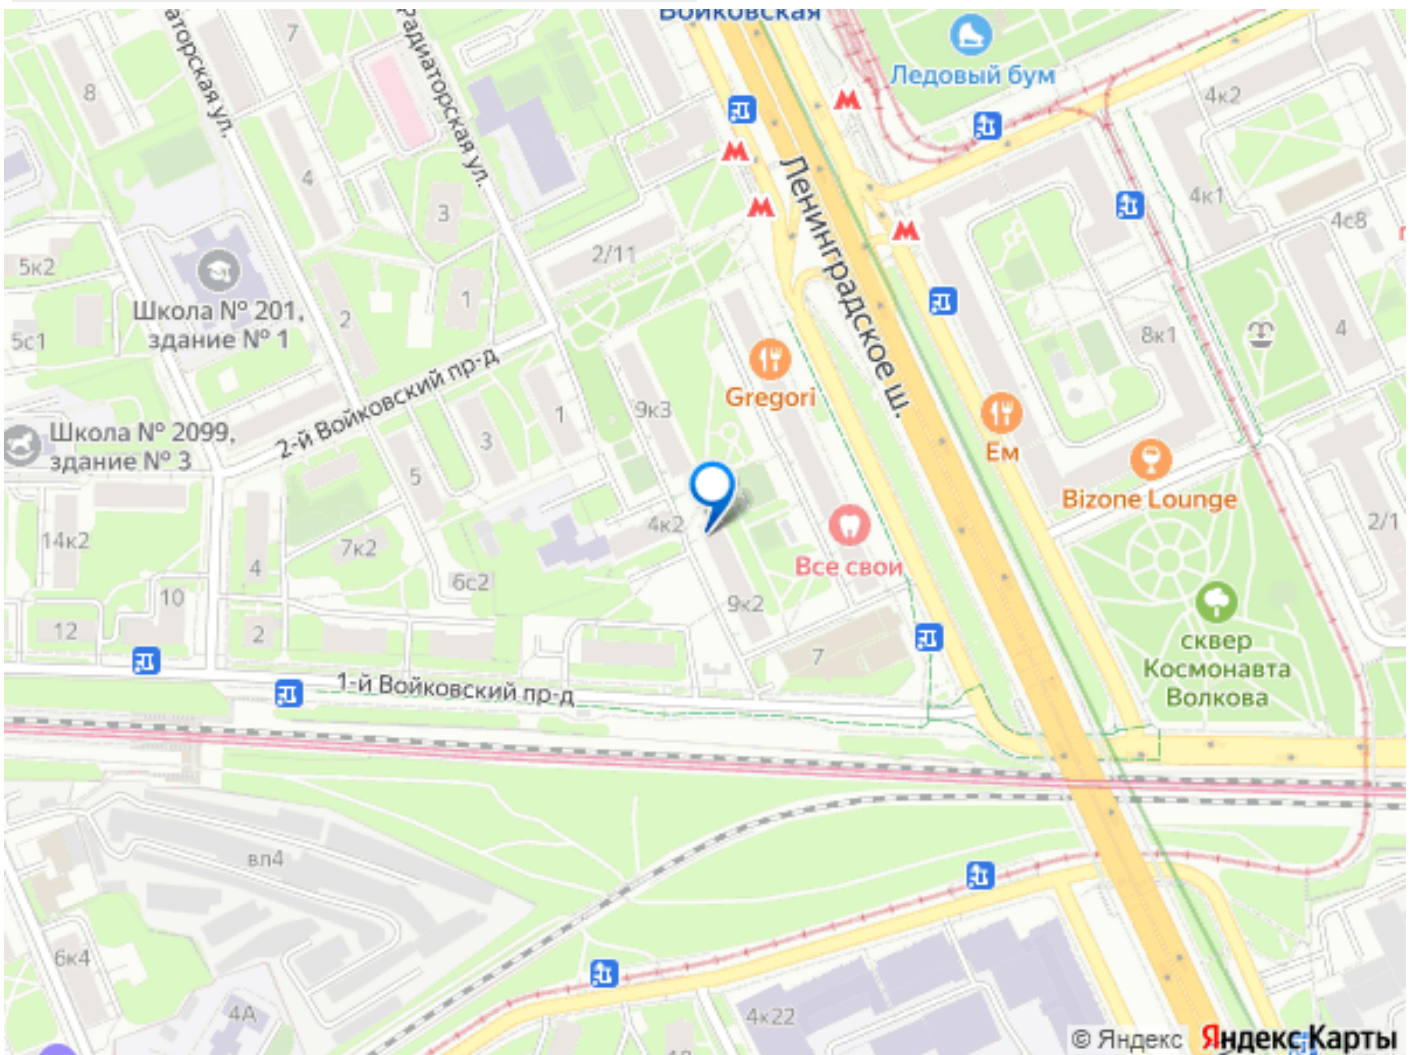 Войковская
аторская ул.
Радиаторская ул.
7
8
Ледовый бум
4к2
4
3
4к1
4с8
5к2
2/11
Школа № 201,
здание № 1
1
2
5с1
Ленинградское ш.
8к1
4
Gregori
2-й Войковский пр-д
9к3
1
3
Ем
Школа № 2099,
здание № 3
5
Bizone Lounge
4к2
2/1
14к2
7к2
Все свои
4
6с2
10
9к2
12
2
7
сквер
Космонавта
Волкова
1-й Войковский пр-д
вл4
6к4
4А
4к22
© Яндекс Яндекс Карты